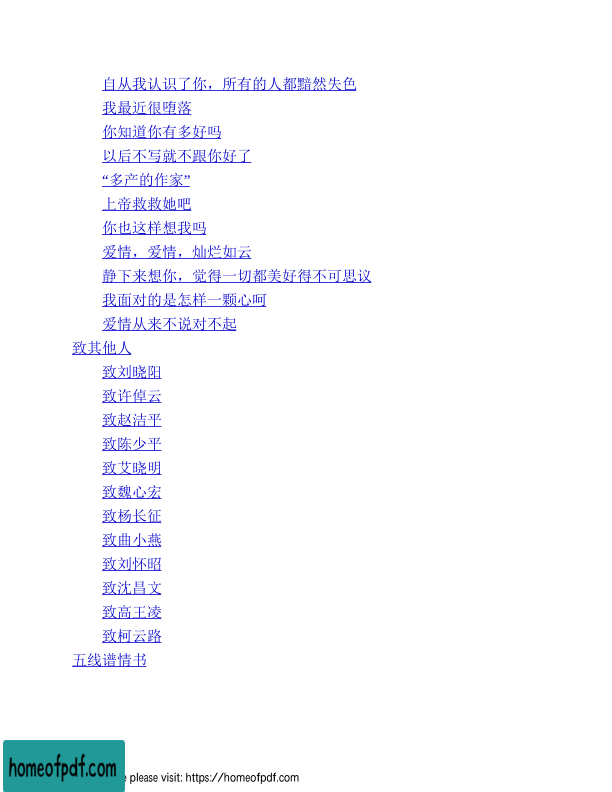 自从我认识了你，所有的人都黯然失色
我最近很堕落
你知道你有多好吗
以后不写就不跟你好了
“多产的作家”
上帝救救她吧
你也这样想我吗
爱情，爱情，灿烂如云
静下来想你，觉得一切都美好得不可思议
我面对的是怎样一颗心呵
爱情从来不说对不起
致其他人
致刘晓阳
致许倬云
致赵洁平
致陈少平
致艾晓明
致魏心宏
致杨长征
致曲小燕
致刘怀昭
致沈昌文
致高王凌
致柯云路
五线谱情书
homeofpdf.com
e please visit: https://homeofpdf.com